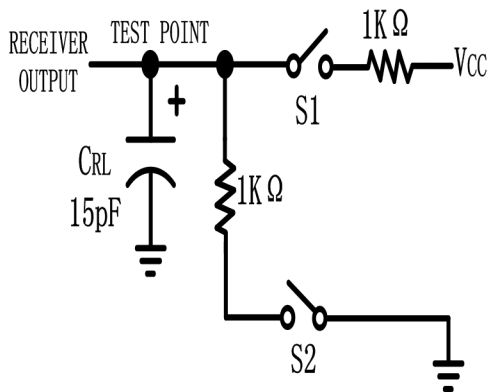 RECEIVER
OUTPUT
TEST POINT
1KΩ
VCC
S1
+
CRL
15pF
1KΩ
S2